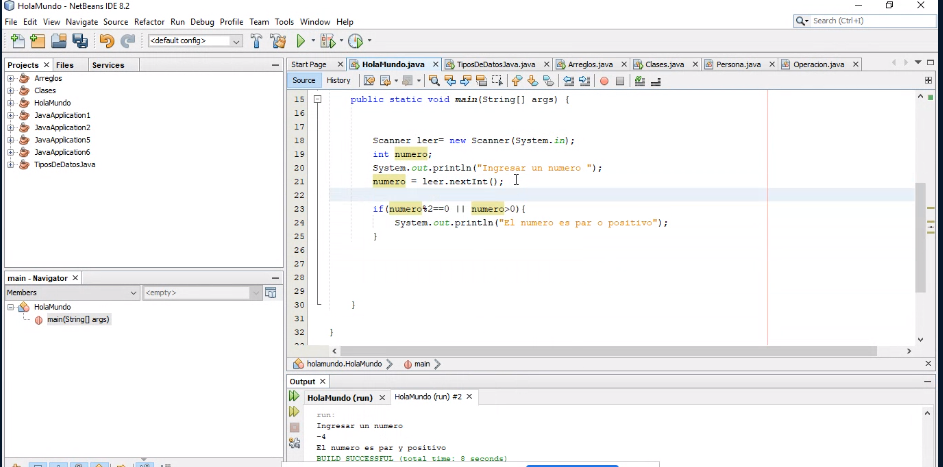 HolaMundo - NetBeans IDE 8.2
File Edit View Navigate Source Refactor Run Debug Profile Team Tools Window Help
Search (Ctrl+I)
<default config>
Projects Files Services
Arreglos
Clases
HolaMundo
JavaApplication1
JavaApplication2
JavaApplication5
JavaApplication6
TiposDeDatosJava
main - Navigator
Members <empty>
HolaMundo
main(String[] args)
Start Page HolaMundo.java TiposDeDatosJava.java Arreglos.java Clases.java Persona.java Operacion.java
Source History
15 public static void main(String[] args) {
16
17
18 Scanner leer= new Scanner(System.in);
19 int numero;
20 System.out.println("Ingresar un numero ");
21 numero = leer.nextInt();
22
23 if(numero%2==0 || numero>0){
24 System.out.println("El numero es par o positivo");
25 }
26
27
28
29
30 }
31
32 }
holamundo.HolaMundo main
Output
HolaMundo (run) HolaMundo (run) #2
run:
Ingresar un numero
-4
El numero es par y positivo
BUILD SUCCESSFUL (total time: 8 seconds)